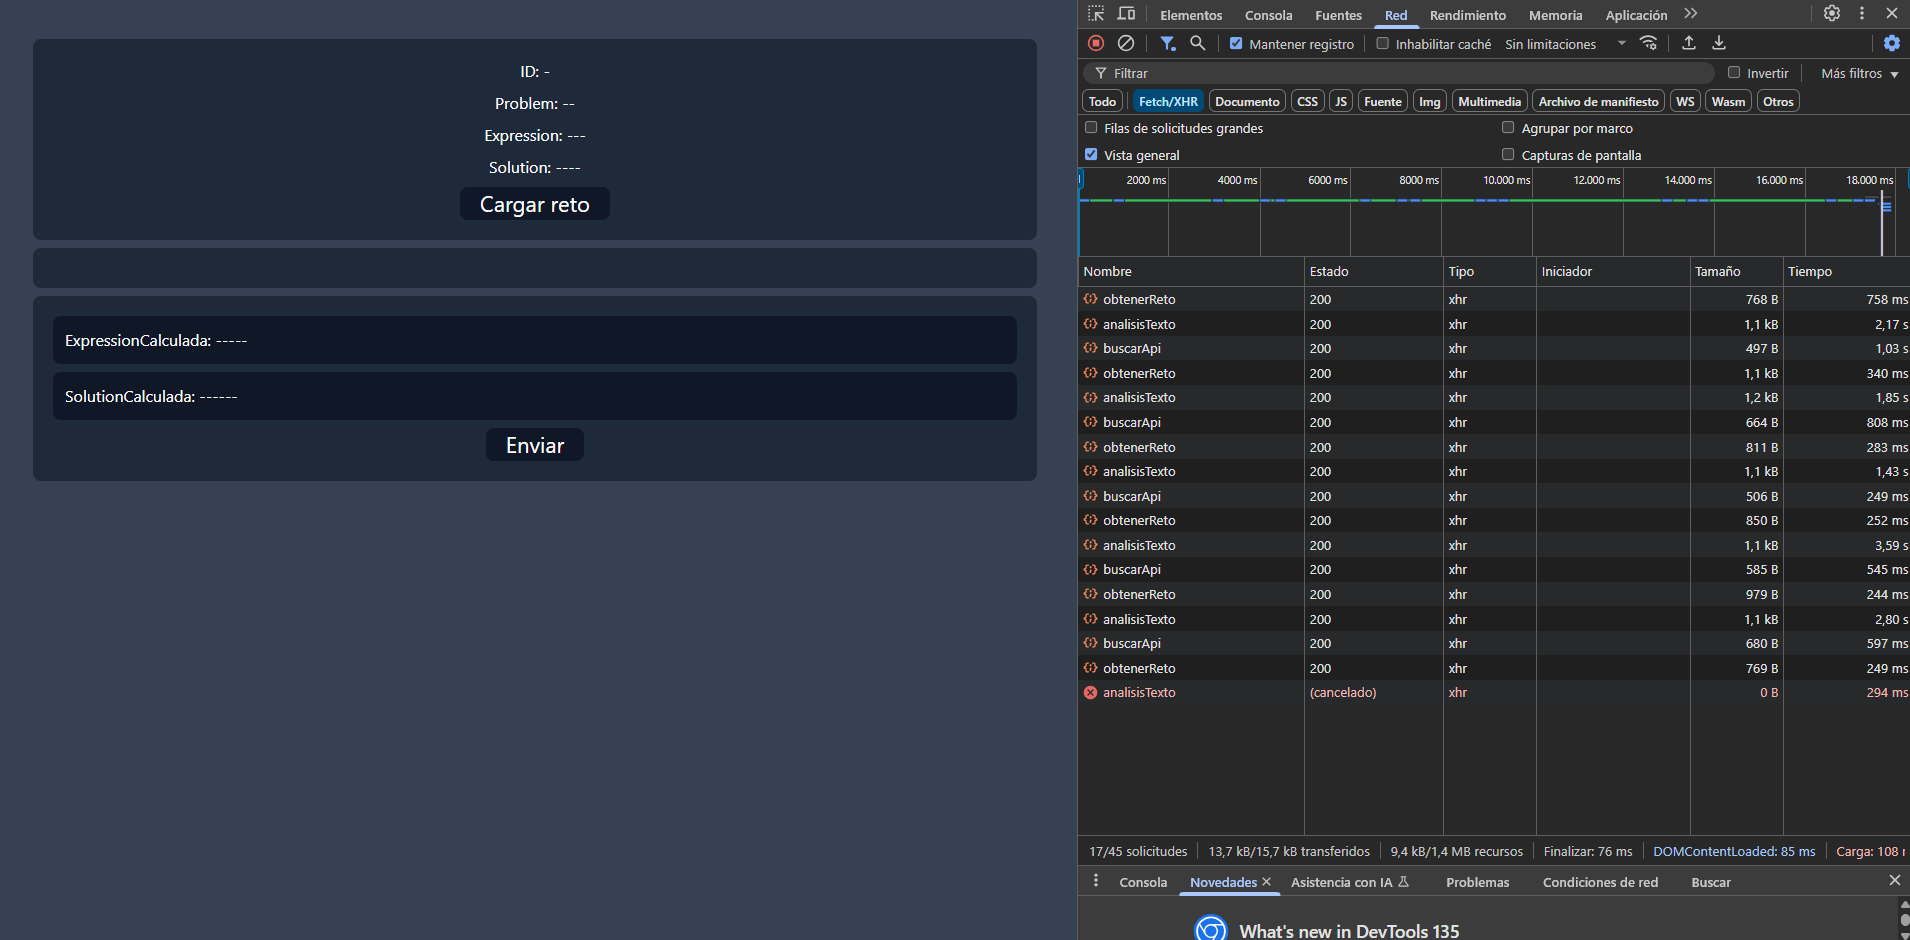 ID: -
Problem: --
Expression: ---
Solution: ----
Cargar reto
ExpressionCalculada: -----
SolutionCalculada: ------
Enviar
Elementos Consola Fuentes Red Rendimiento Memoria Aplicación
Mantener registro Inhabilitar caché Sin limitaciones
Filtrar Invertir Más filtros
Todo Fetch/XHR Documento CSS JS Fuente Img Multimedia Archivo de manifiesto WS Wasm Otros
Filas de solicitudes grandes Agrupar por marco
Vista general Capturas de pantalla
2000 ms 4000 ms 6000 ms 8000 ms 10.000 ms 12.000 ms 14.000 ms 16.000 ms 18.000 ms
Nombre Estado Tipo Iniciador Tamaño Tiempo
obtenerReto 200 xhr 768 B 758 ms
analisisTexto 200 xhr 1,1 kB 2,17 s
buscarApi 200 xhr 497 B 1,03 s
obtenerReto 200 xhr 1,1 kB 340 ms
analisisTexto 200 xhr 1,2 kB 1,85 s
buscarApi 200 xhr 664 B 808 ms
obtenerReto 200 xhr 811 B 283 ms
analisisTexto 200 xhr 1,1 kB 1,43 s
buscarApi 200 xhr 506 B 249 ms
obtenerReto 200 xhr 850 B 252 ms
analisisTexto 200 xhr 1,1 kB 3,59 s
buscarApi 200 xhr 585 B 545 ms
obtenerReto 200 xhr 979 B 244 ms
analisisTexto 200 xhr 1,1 kB 2,80 s
buscarApi 200 xhr 680 B 597 ms
obtenerReto 200 xhr 769 B 249 ms
analisisTexto (cancelado) xhr 0 B 294 ms
17/45 solicitudes 13,7 kB/15,7 kB transferidos 9,4 kB/1,4 MB recursos Finalizar: 76 ms DOMContentLoaded: 85 ms Carga: 108
Consola Novedades Asistencia con IA Problemas Condiciones de red Buscar
What's new in DevTools 135